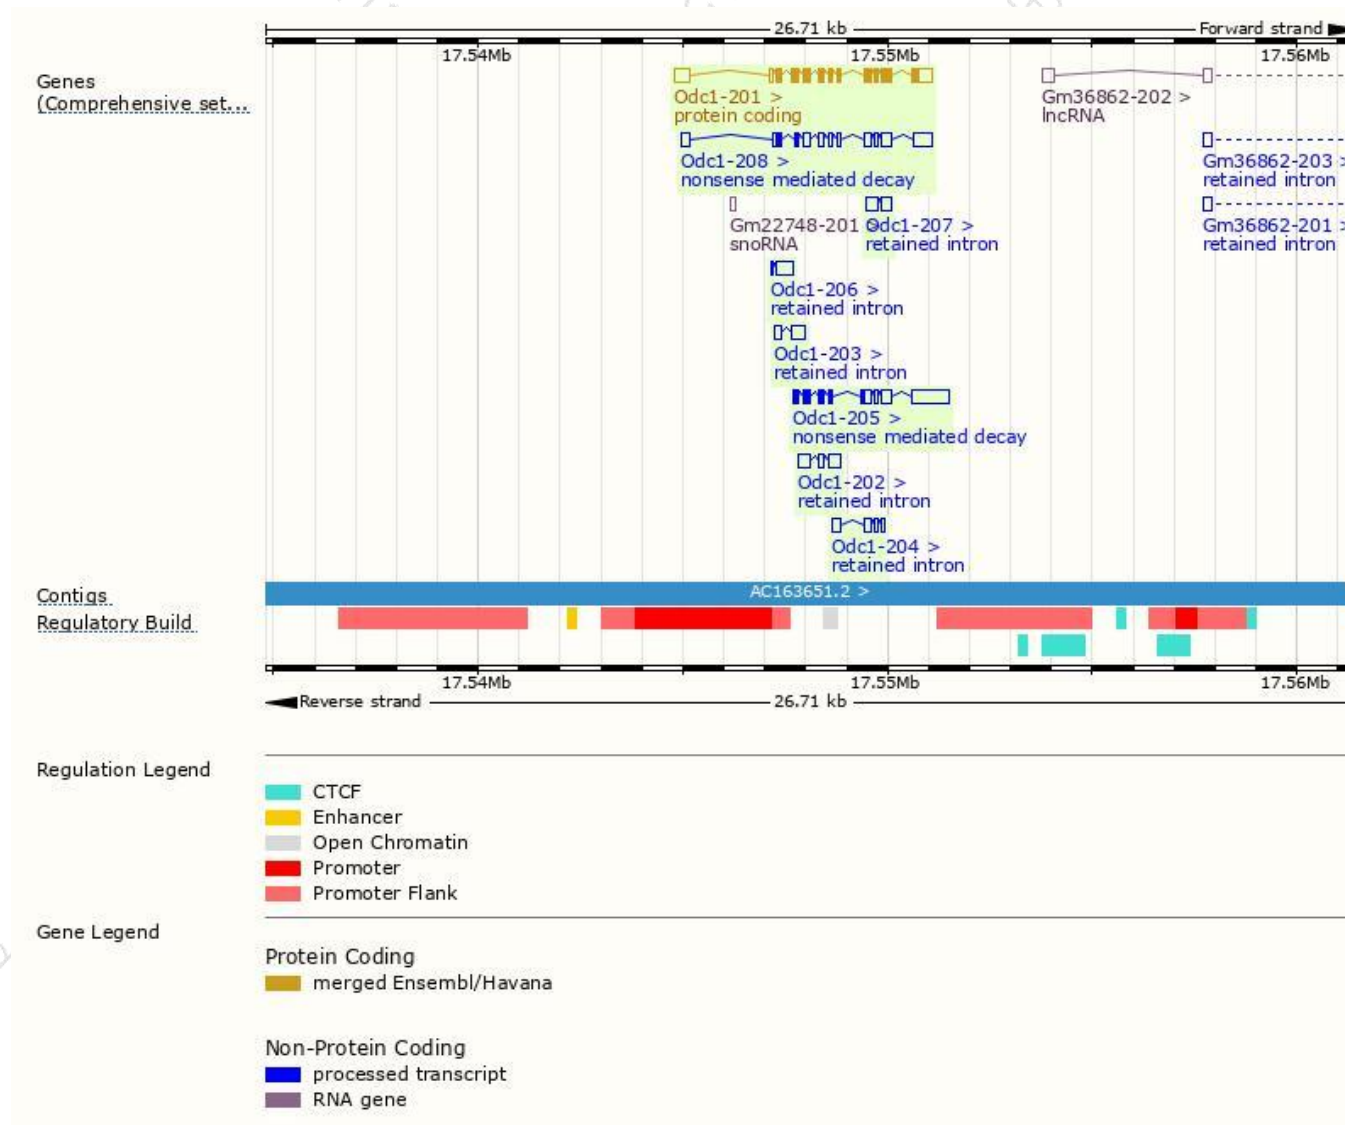 26.71 kb Forward strand
17.54Mb 17.55Mb 17.56Mb
Genes
(Comprehensive set...
Odc1-201 >
protein coding
Gm36862-202 >
lncRNA
Odc1-208 >
nonsense mediated decay
Gm36862-203 >
retained intron
Gm22748-201 >
snoRNA
Odc1-207 >
retained intron
Gm36862-201 >
retained intron
Odc1-206 >
retained intron
Odc1-203 >
retained intron
Odc1-205 >
nonsense mediated decay
Odc1-202 >
retained intron
Odc1-204 >
retained intron
Contigs
AC163651.2 >
Regulatory Build
17.54Mb 17.55Mb 17.56Mb
Reverse strand 26.71 kb
Regulation Legend
CTCF
Enhancer
Open Chromatin
Promoter
Promoter Flank
Gene Legend
Protein Coding
merged Ensembl/Havana
Non-Protein Coding
processed transcript
RNA gene